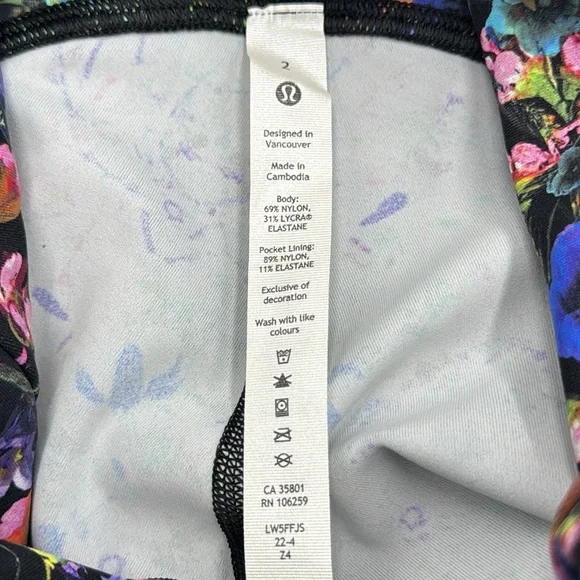 2
Designed in
Vancouver
Made in
Cambodia
Body:
69% NYLON,
31% LYCRA®
ELASTANE
Pocket Lining:
89% NYLON,
11% ELASTANE
Exclusive of
decoration
Wash with like
colours
CA 35801
RN 106259
LW5FFJS
22-4
Z4